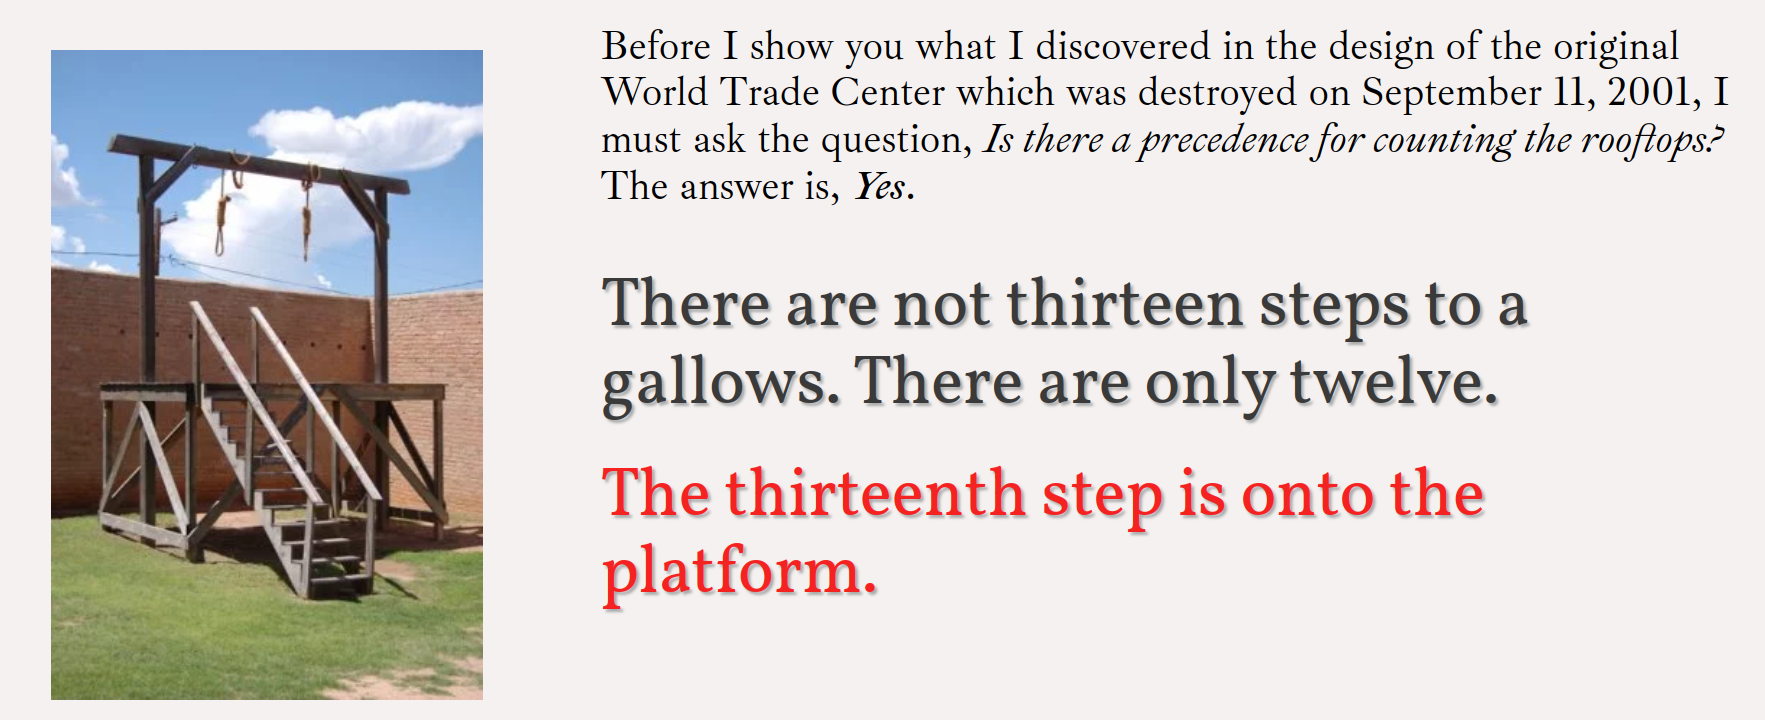 Before I show you what I discovered in the design of the original
World Trade Center which was destroyed on September 11, 2001, I
must ask the question, Is there a precedence for counting the rooftops?
The answer is, Yes.
There are not thirteen steps to a
gallows. There are only twelve.
The thirteenth step is onto the
platform.